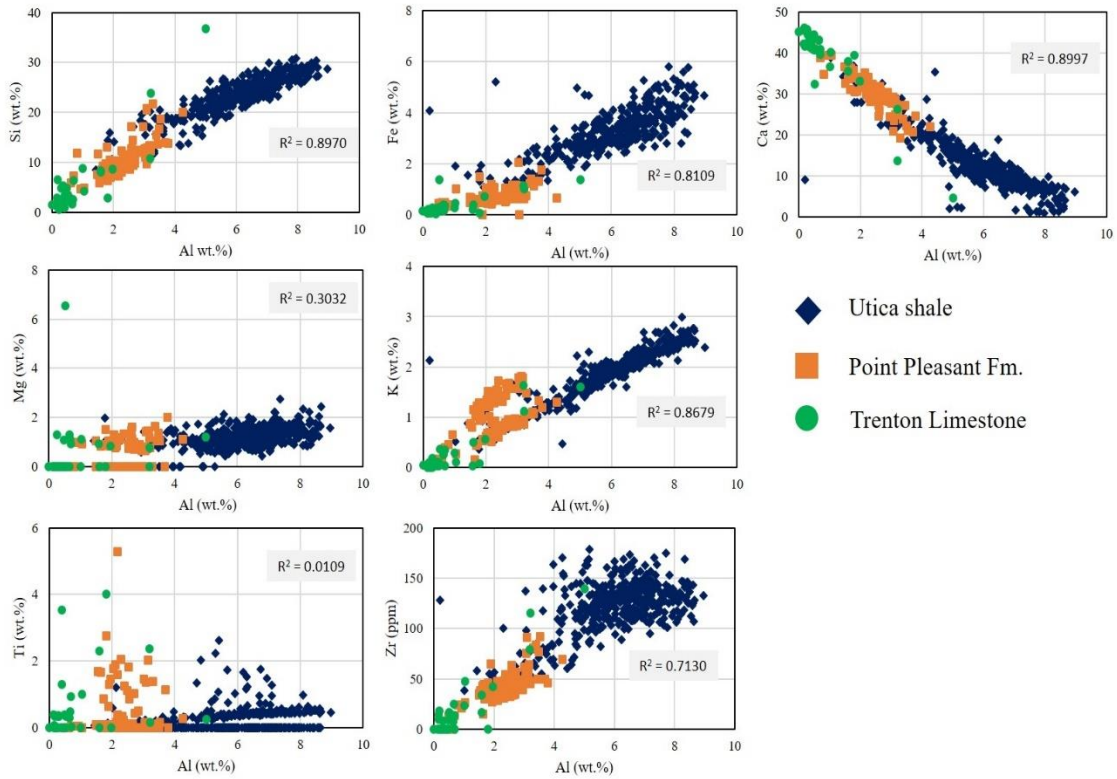 40
30
20
10
0
Si (wt.%)
R² = 0.8970
0 2 4 6 8 10
Al wt.%)
6
4
2
0
Fe (wt.%)
R² = 0.8109
0 2 4 6 8 10
Al (wt.%)
50
40
30
20
10
0
Ca (wt.%)
R² = 0.8997
0 2 4 6 8 10
Al (wt.%)
8
6
4
2
0
Mg (wt.%)
R² = 0.3032
0 2 4 6 8 10
Al (wt.%)
4
3
2
1
0
K (wt.%)
R² = 0.8679
0 2 4 6 8 10
Al (wt.%)
Utica shale
Point Pleasant Fm.
Trenton Limestone
6
4
2
0
Ti (wt.%)
R² = 0.0109
0 2 4 6 8 10
Al (wt.%)
200
150
100
50
0
Zr (ppm)
R² = 0.7130
0 2 4 6 8 10
Al (wt.%)